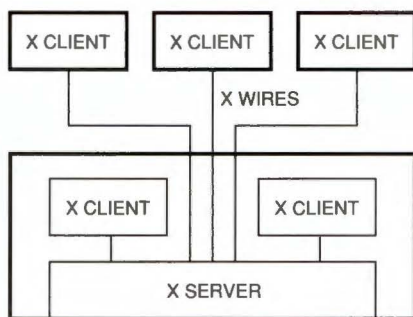 X CLIENT X CLIENT X CLIENT
X WIRES
X CLIENT X CLIENT
X SERVER